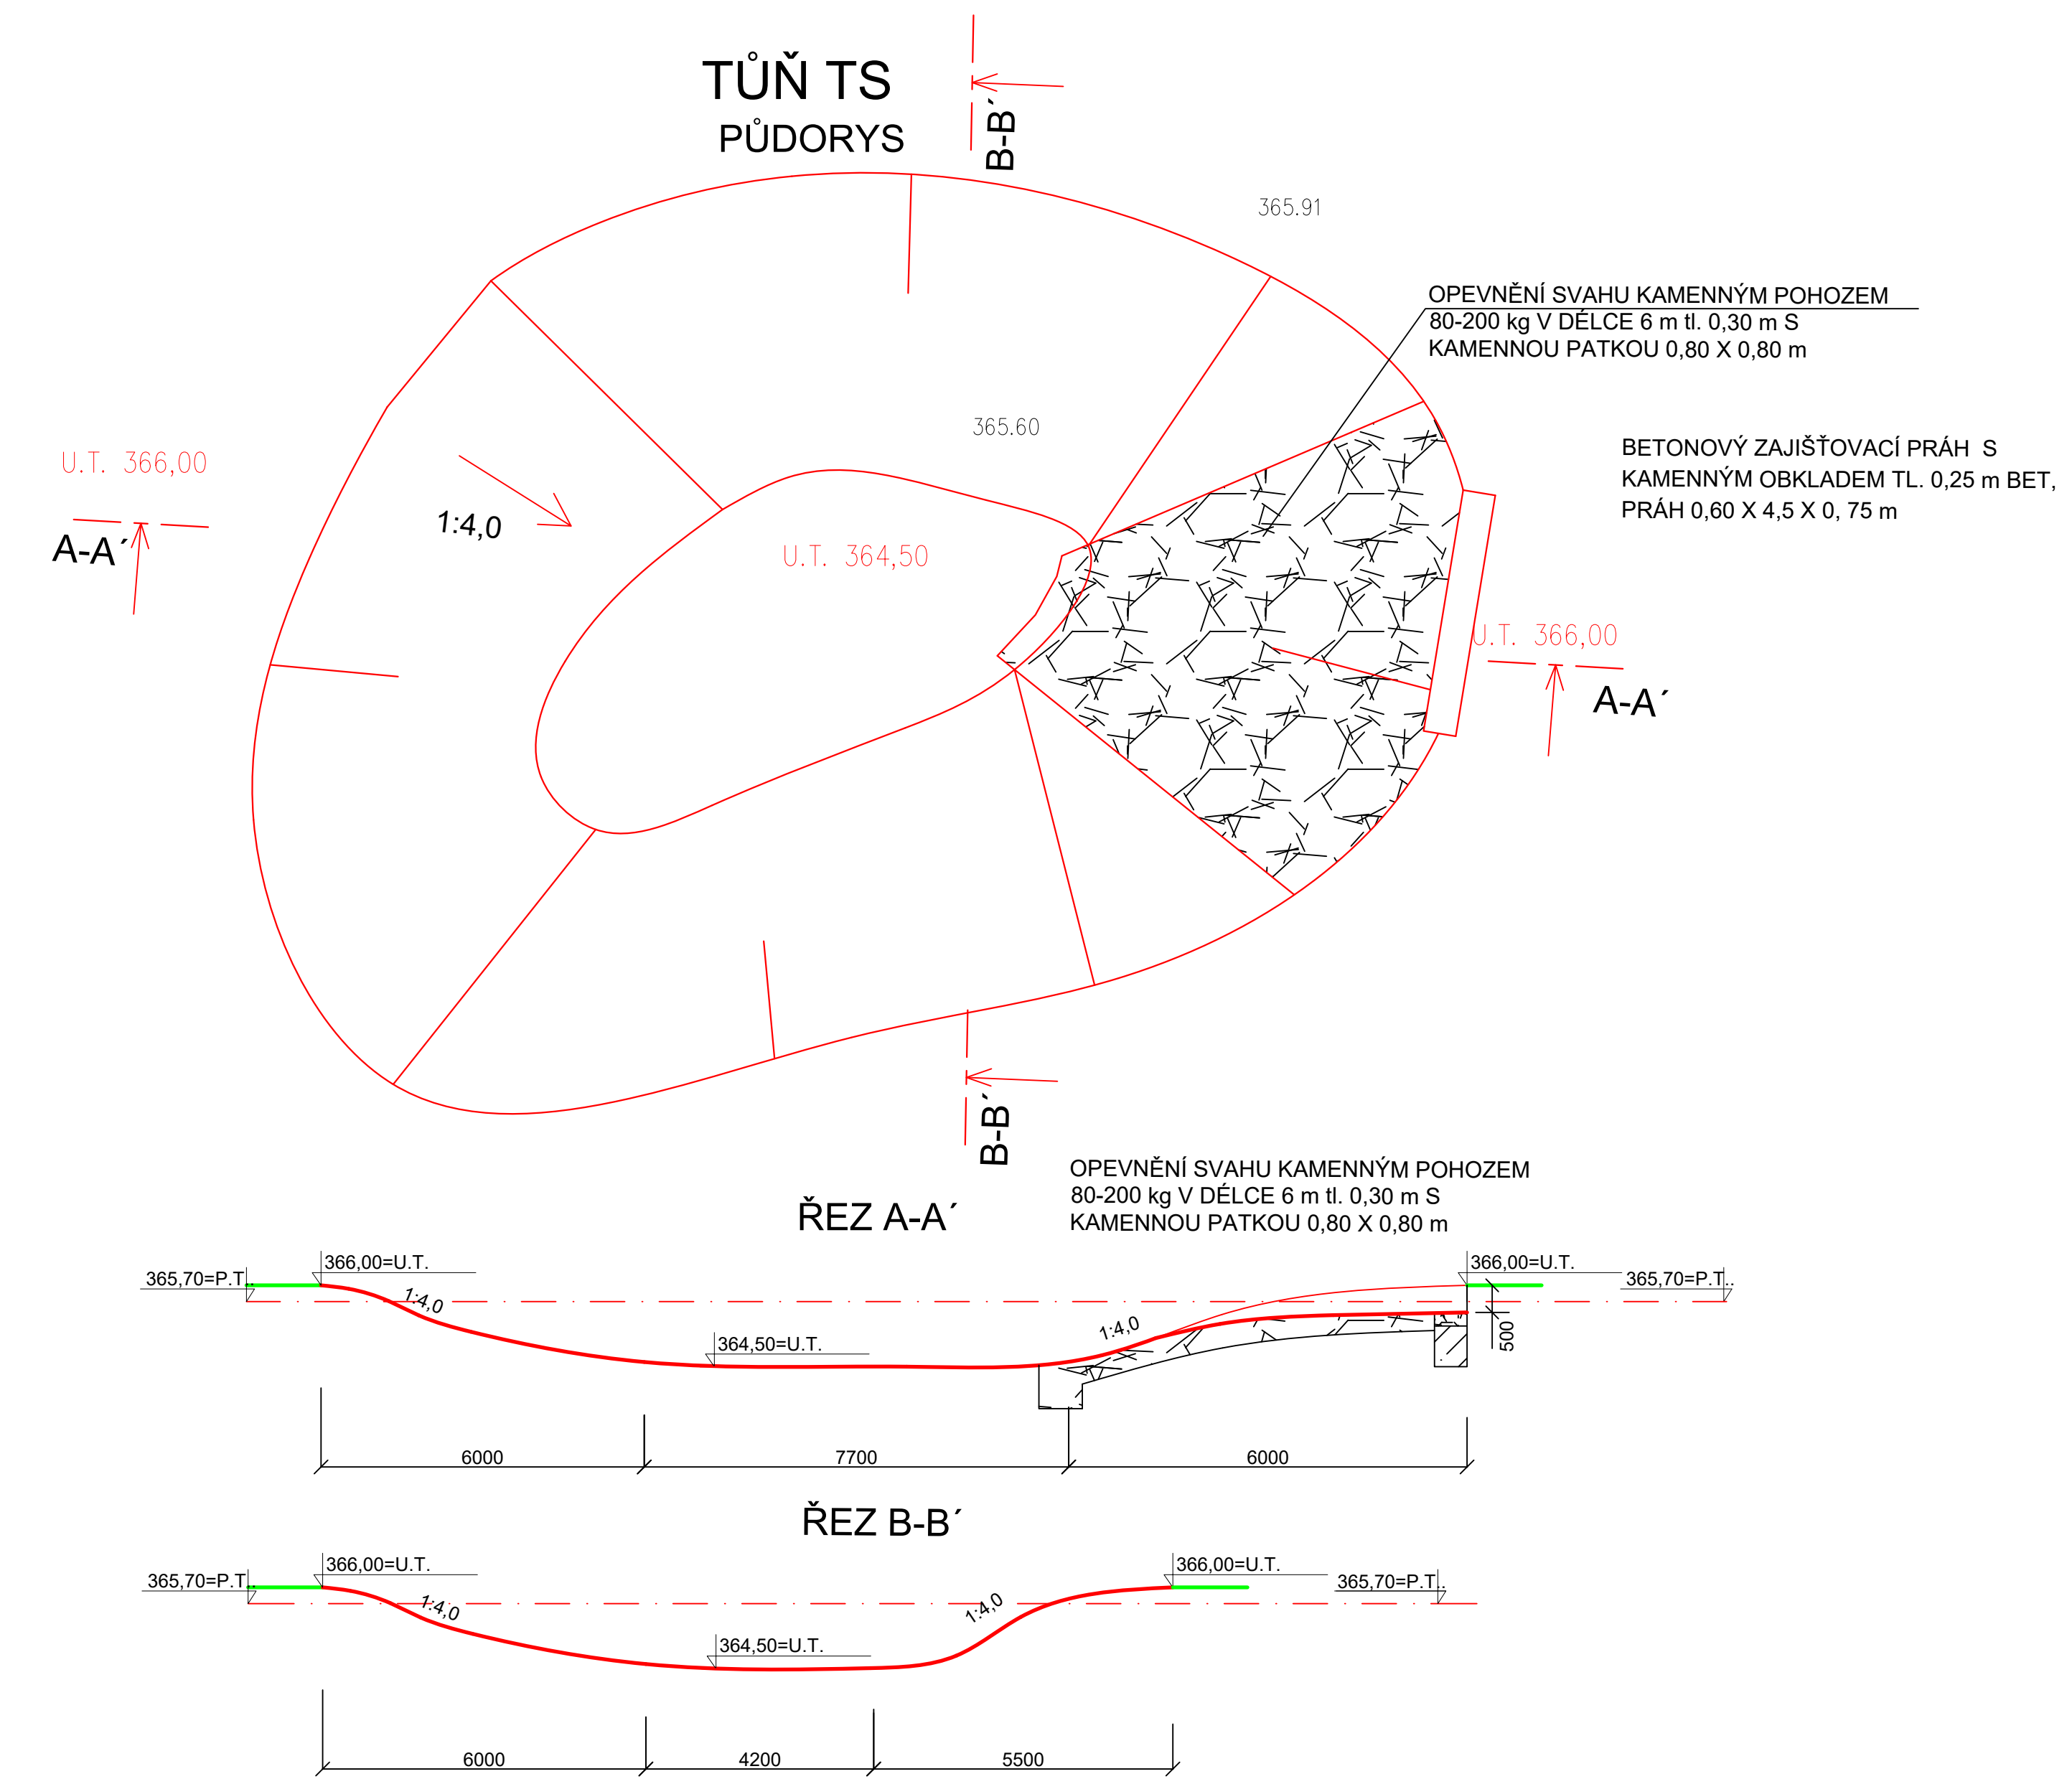 TŮŇ TS
PŮDORYS
B-B´
365.91
OPEVNĚNÍ SVAHU KAMENNÝM POHOZEM
80-200 kg V DÉLCE 6 m tl. 0,30 m S
KAMENNOU PATKOU 0,80 X 0,80 m
365.60
BETONOVÝ ZAJIŠŤOVACÍ PRÁH  S
KAMENNÝM OBKLADEM TL. 0,25 m BET,
PRÁH 0,60 X 4,5 X 0, 75 m
U.T. 366,00
A-A´
1:4,0
U.T. 364,50
U.T. 366,00
A-A´
B-B´
OPEVNĚNÍ SVAHU KAMENNÝM POHOZEM
80-200 kg V DÉLCE 6 m tl. 0,30 m S
KAMENNOU PATKOU 0,80 X 0,80 m
ŘEZ A-A´
366,00=U.T.
366,00=U.T.
365,70=P.T..
365,70=P.T..
1:4,0
1:4,0
364,50=U.T.
500
6000
7700
6000
ŘEZ B-B´
366,00=U.T.
366,00=U.T.
365,70=P.T..
365,70=P.T..
1:4,0
1:4,0
364,50=U.T.
6000
4200
5500